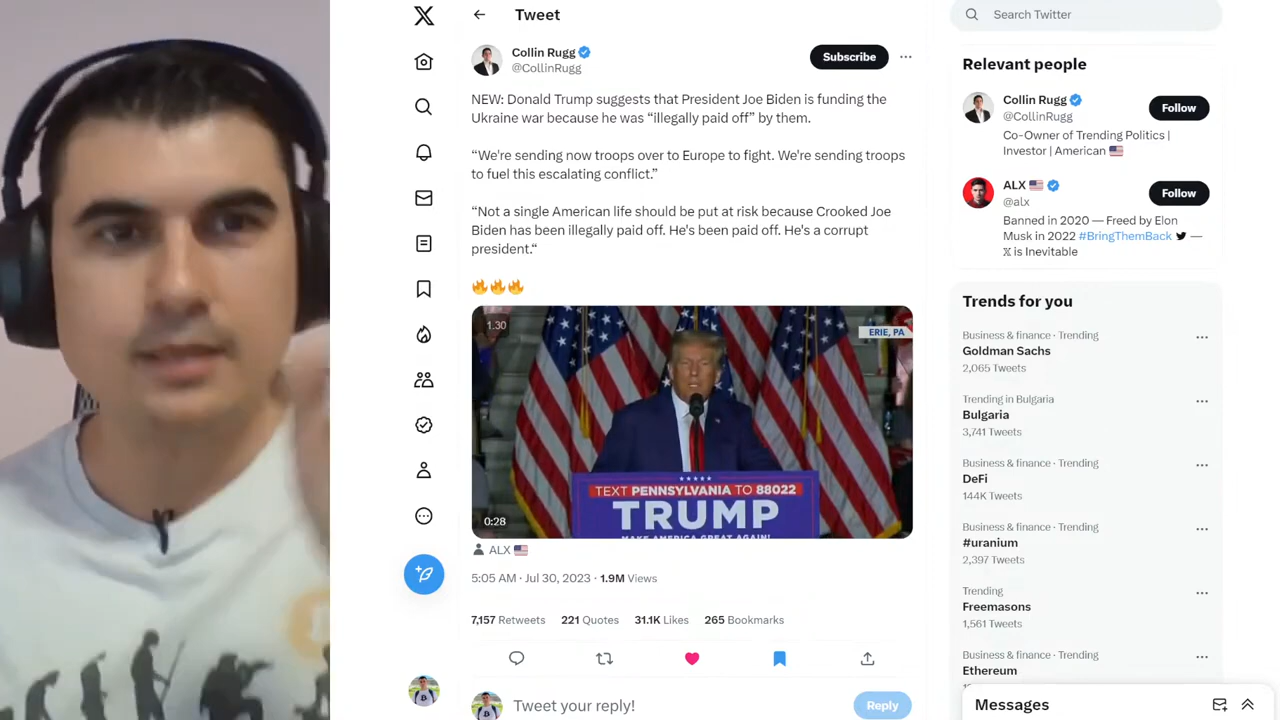 Tweet
Collin Rugg
@CollinRugg
Subscribe
NEW: Donald Trump suggests that President Joe Biden is funding the
Ukraine war because he was “illegally paid off” by them.
“We're sending now troops over to Europe to fight. We're sending troops
to fuel this escalating conflict.”
“Not a single American life should be put at risk because Crooked Joe
Biden has been illegally paid off. He's been paid off. He's a corrupt
president.“
1.30
ERIE, PA
TEXT PENNSYLVANIA TO 88022
TRUMP
MAKE AMERICA GREAT AGAIN!
0:28
ALX
5:05 AM · Jul 30, 2023 · 1.9M Views
7,157 Retweets 221 Quotes 31.1K Likes 265 Bookmarks
Tweet your reply!
Reply
Search Twitter
Relevant people
Collin Rugg
@CollinRugg
Follow
Co-Owner of Trending Politics |
Investor | American
ALX
@alx
Follow
Banned in 2020 — Freed by Elon
Musk in 2022 #BringThemBack —
𝕏 is Inevitable
Trends for you
Business & finance · Trending
Goldman Sachs
2,065 Tweets
Trending in Bulgaria
Bulgaria
3,741 Tweets
Business & finance · Trending
DeFi
144K Tweets
Business & finance · Trending
#uranium
2,397 Tweets
Trending
Freemasons
1,561 Tweets
Business & finance · Trending
Ethereum
Messages